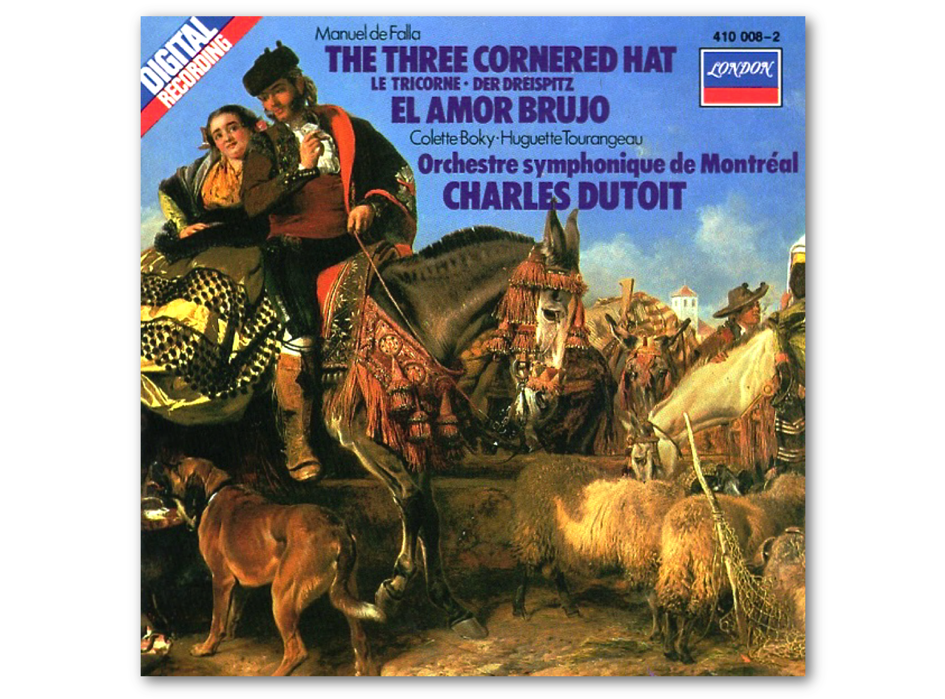 DIGITAL
RECORDING
Manuel de Falla
410 008-2
THE THREE CORNERED HAT
LONDON
LE TRICORNE · DER DREISPITZ
EL AMOR BRUJO
Colette Boky · Huguette Tourangeau
Orchestre symphonique de Montréal
CHARLES DUTOIT